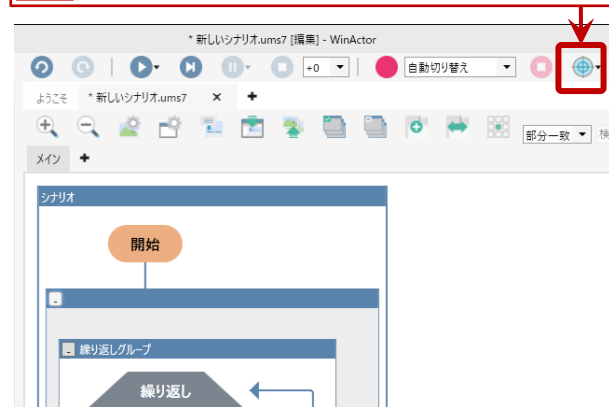 * 新しいシナリオ.ums7 [編集] - WinActor
+0
自動切り替え
ようこそ
* 新しいシナリオ.ums7 × +
部分一致
メイン +
シナリオ
開始
繰り返しグループ
繰り返し